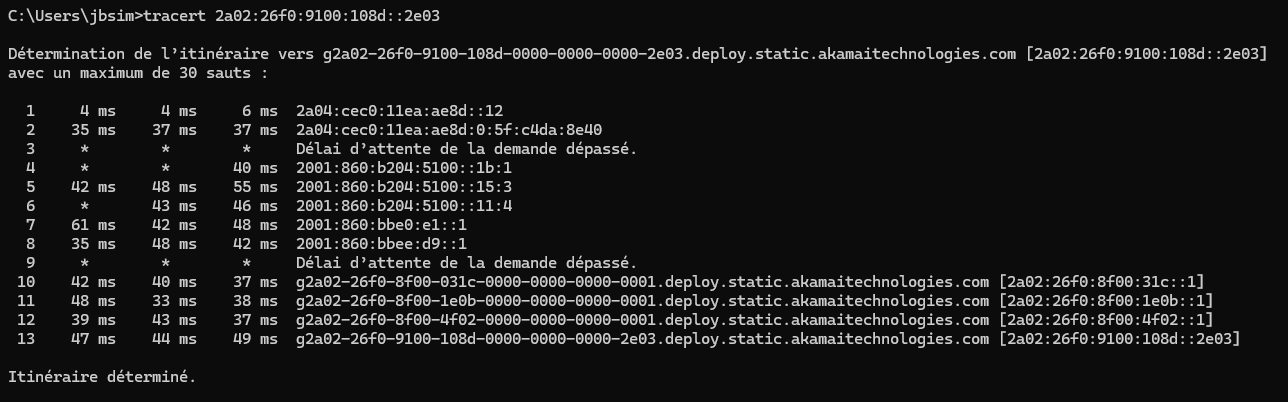 C:\Users\jbsim>tracert 2a02:26f0:9100:108d::2e03
Détermination de l’itinéraire vers g2a02-26f0-9100-108d-0000-0000-0000-2e03.deploy.static.akamaitechnologies.com [2a02:26f0:9100:108d::2e03]
avec un maximum de 30 sauts :
1 4 ms 4 ms 6 ms 2a04:cec0:11ea:ae8d::12
2 35 ms 37 ms 37 ms 2a04:cec0:11ea:ae8d:0:5f:c4da:8e40
3 * * * Délai d’attente de la demande dépassé.
4 * * 40 ms 2001:860:b204:5100::1b:1
5 42 ms 48 ms 55 ms 2001:860:b204:5100::15:3
6 * 43 ms 46 ms 2001:860:b204:5100::11:4
7 61 ms 42 ms 48 ms 2001:860:bbe0:e1::1
8 35 ms 48 ms 42 ms 2001:860:bbee:d9::1
9 * * * Délai d’attente de la demande dépassé.
10 42 ms 40 ms 37 ms g2a02-26f0-8f00-031c-0000-0000-0000-0001.deploy.static.akamaitechnologies.com [2a02:26f0:8f00:31c::1]
11 48 ms 33 ms 38 ms g2a02-26f0-8f00-1e0b-0000-0000-0000-0001.deploy.static.akamaitechnologies.com [2a02:26f0:8f00:1e0b::1]
12 39 ms 43 ms 37 ms g2a02-26f0-8f00-4f02-0000-0000-0000-0001.deploy.static.akamaitechnologies.com [2a02:26f0:8f00:4f02::1]
13 47 ms 44 ms 49 ms g2a02-26f0-9100-108d-0000-0000-0000-2e03.deploy.static.akamaitechnologies.com [2a02:26f0:9100:108d::2e03]
Itinéraire déterminé.